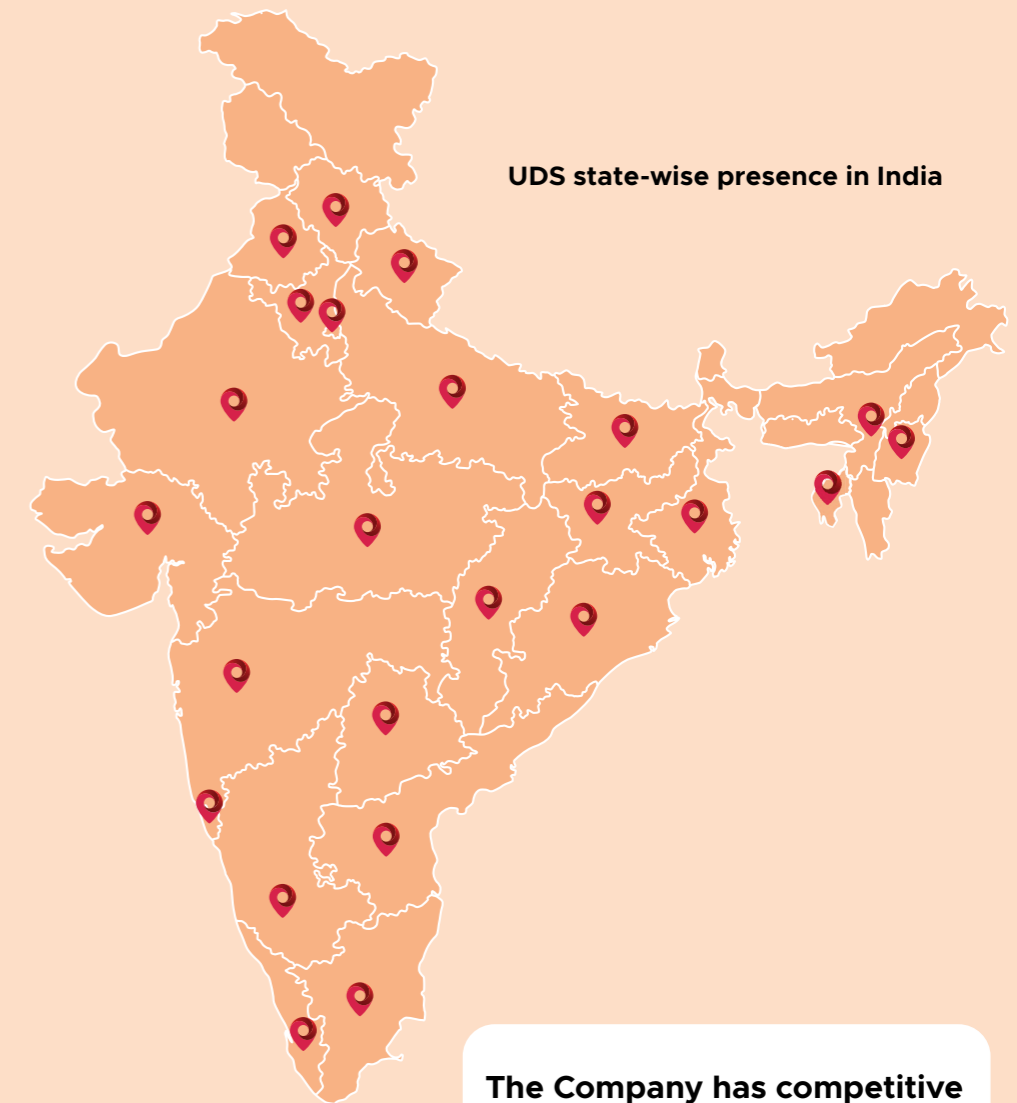 UDS state-wise presence in India
The Company has competitive